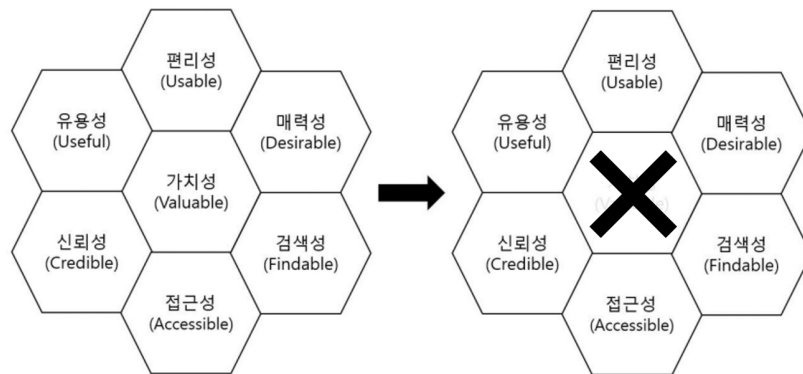 편리성
(Usable)
유용성
(Useful)
매력성
(Desirable)
가치성
(Valuable)
신뢰성
(Credible)
검색성
(Findable)
접근성
(Accessible)
편리성
(Usable)
유용성
(Useful)
매력성
(Desirable)
신뢰성
(Credible)
검색성
(Findable)
접근성
(Accessible)